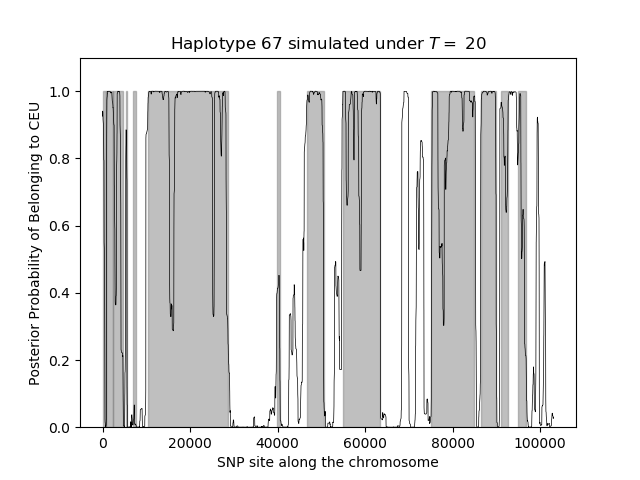 Haplotype 67 simulated under T = 20
Posterior Probability of Belonging to CEU
1.0
0.8
0.6
0.4
0.2
0.0
0 20000 40000 60000 80000 100000
SNP site along the chromosome